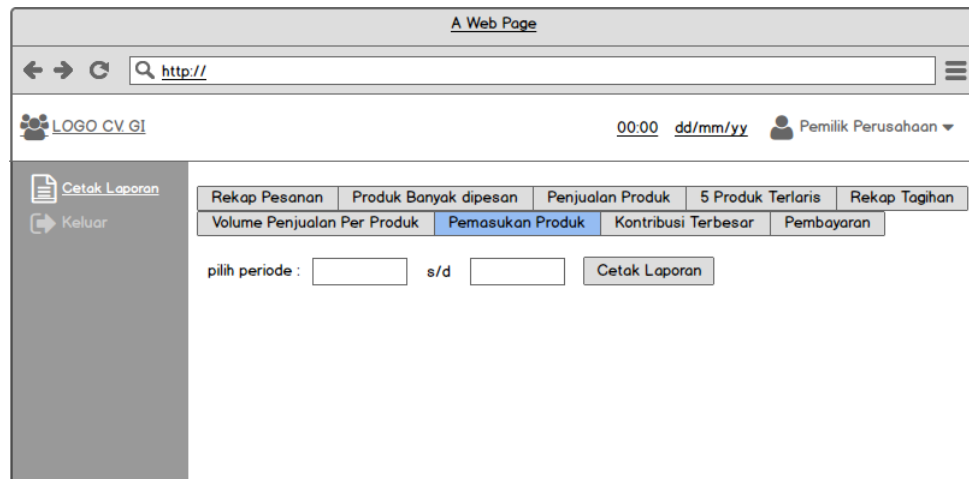 A Web Page
http://
LOGO CV. GI 00:00 dd/mm/yy Pemilik Perusahaan
Cetak Laporan
Keluar
Rekap Pesanan Produk Banyak dipesan Penjualan Produk 5 Produk Terlaris Rekap Tagihan
Volume Penjualan Per Produk Pemasukan Produk Kontribusi Terbesar Pembayaran
pilih periode : s/d Cetak Laporan